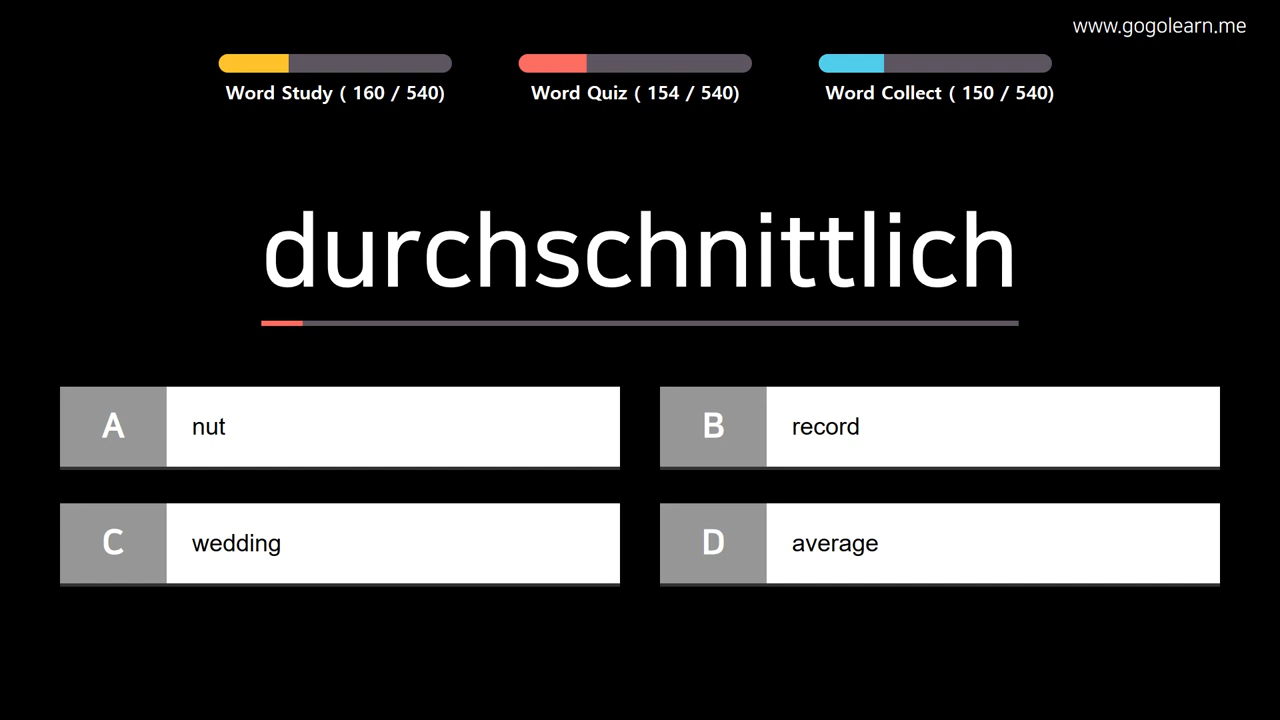 www.gogolearn.me
Word Study ( 160 / 540)
Word Quiz ( 154 / 540)
Word Collect ( 150 / 540)
durchschnittlich
A nut
B record
C wedding
D average